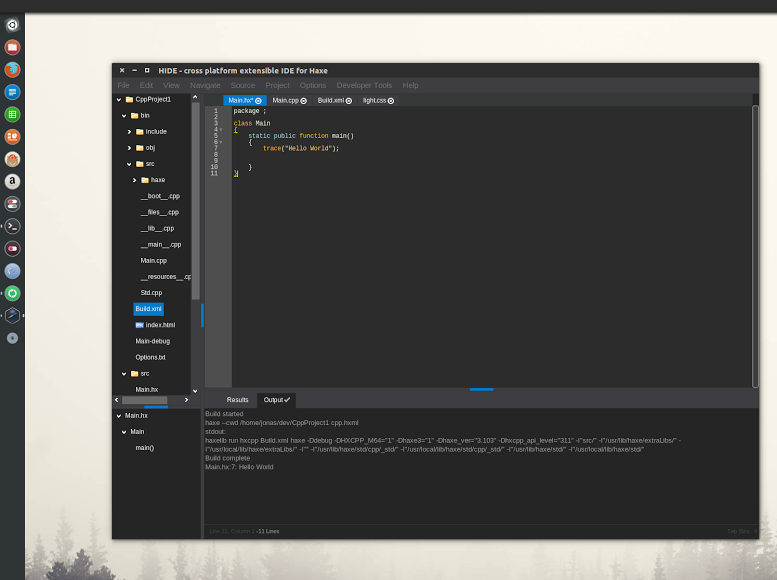 HIDE - cross platform extensible IDE for Haxe
File Edit View Navigate Source Project Options Developer Tools Help
CppProject1
bin
include
obj
src
haxe
__boot__.cpp
__files__.cpp
__lib__.cpp
__main__.cpp
Main.cpp
__resources__.cp
Std.cpp
Build.xml
index.html
Main-debug
Options.txt
src
Main.hx
Main.hx
Main
main()
Main.hx* Main.cpp Build.xml light.css
1 package ;
2
3 class Main
4 {
5 static public function main()
6 {
7 trace("Hello World");
8
9
10 }
11 }
Results Output
Build started
haxe --cwd /home/jonas/dev/CppProject1 cpp.hxml
stdout:
haxelib run hxcpp Build.xml haxe -Ddebug -DHXCPP_M64="1" -Dhaxe3="1" -Dhaxe_ver="3.103" -Dhxcpp_api_level="311" -I"src/" -I"/usr/lib/haxe/extraLibs/" -
I"/usr/local/lib/haxe/extraLibs/" -I"" -I"/usr/lib/haxe/std/cpp/_std/" -I"/usr/local/lib/haxe/std/cpp/_std/" -I"/usr/lib/haxe/std/" -I"/usr/local/lib/haxe/std/"
Build complete
Main.hx:7: Hello World
Line 11, Column 2 - 11 Lines
Tab Size: 4